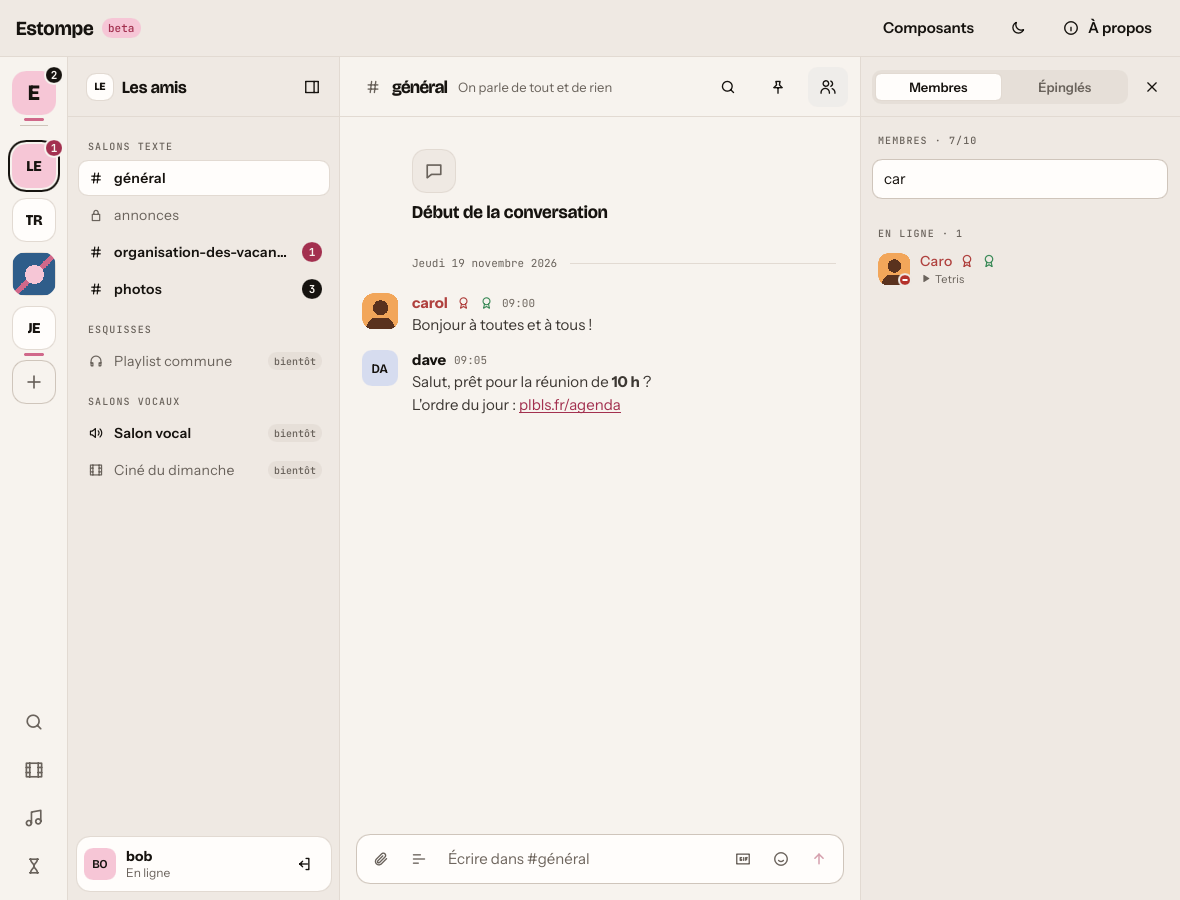 Estompe beta
Composants
À propos
E
2
LE
1
TR
JE
LE Les amis
SALONS TEXTE
# général
annonces
# organisation-des-vacan... 1
# photos 3
ESQUISSES
Playlist commune bientôt
SALONS VOCAUX
Salon vocal bientôt
Ciné du dimanche bientôt
BO
bob
En ligne
# général On parle de tout et de rien
Début de la conversation
Jeudi 19 novembre 2026
carol 09:00
Bonjour à toutes et à tous !
DA
dave 09:05
Salut, prêt pour la réunion de 10 h ?
L'ordre du jour : plbls.fr/agenda
Écrire dans #général
GIF
Membres
Épinglés
MEMBRES · 7/10
car
EN LIGNE · 1
Caro
Tetris